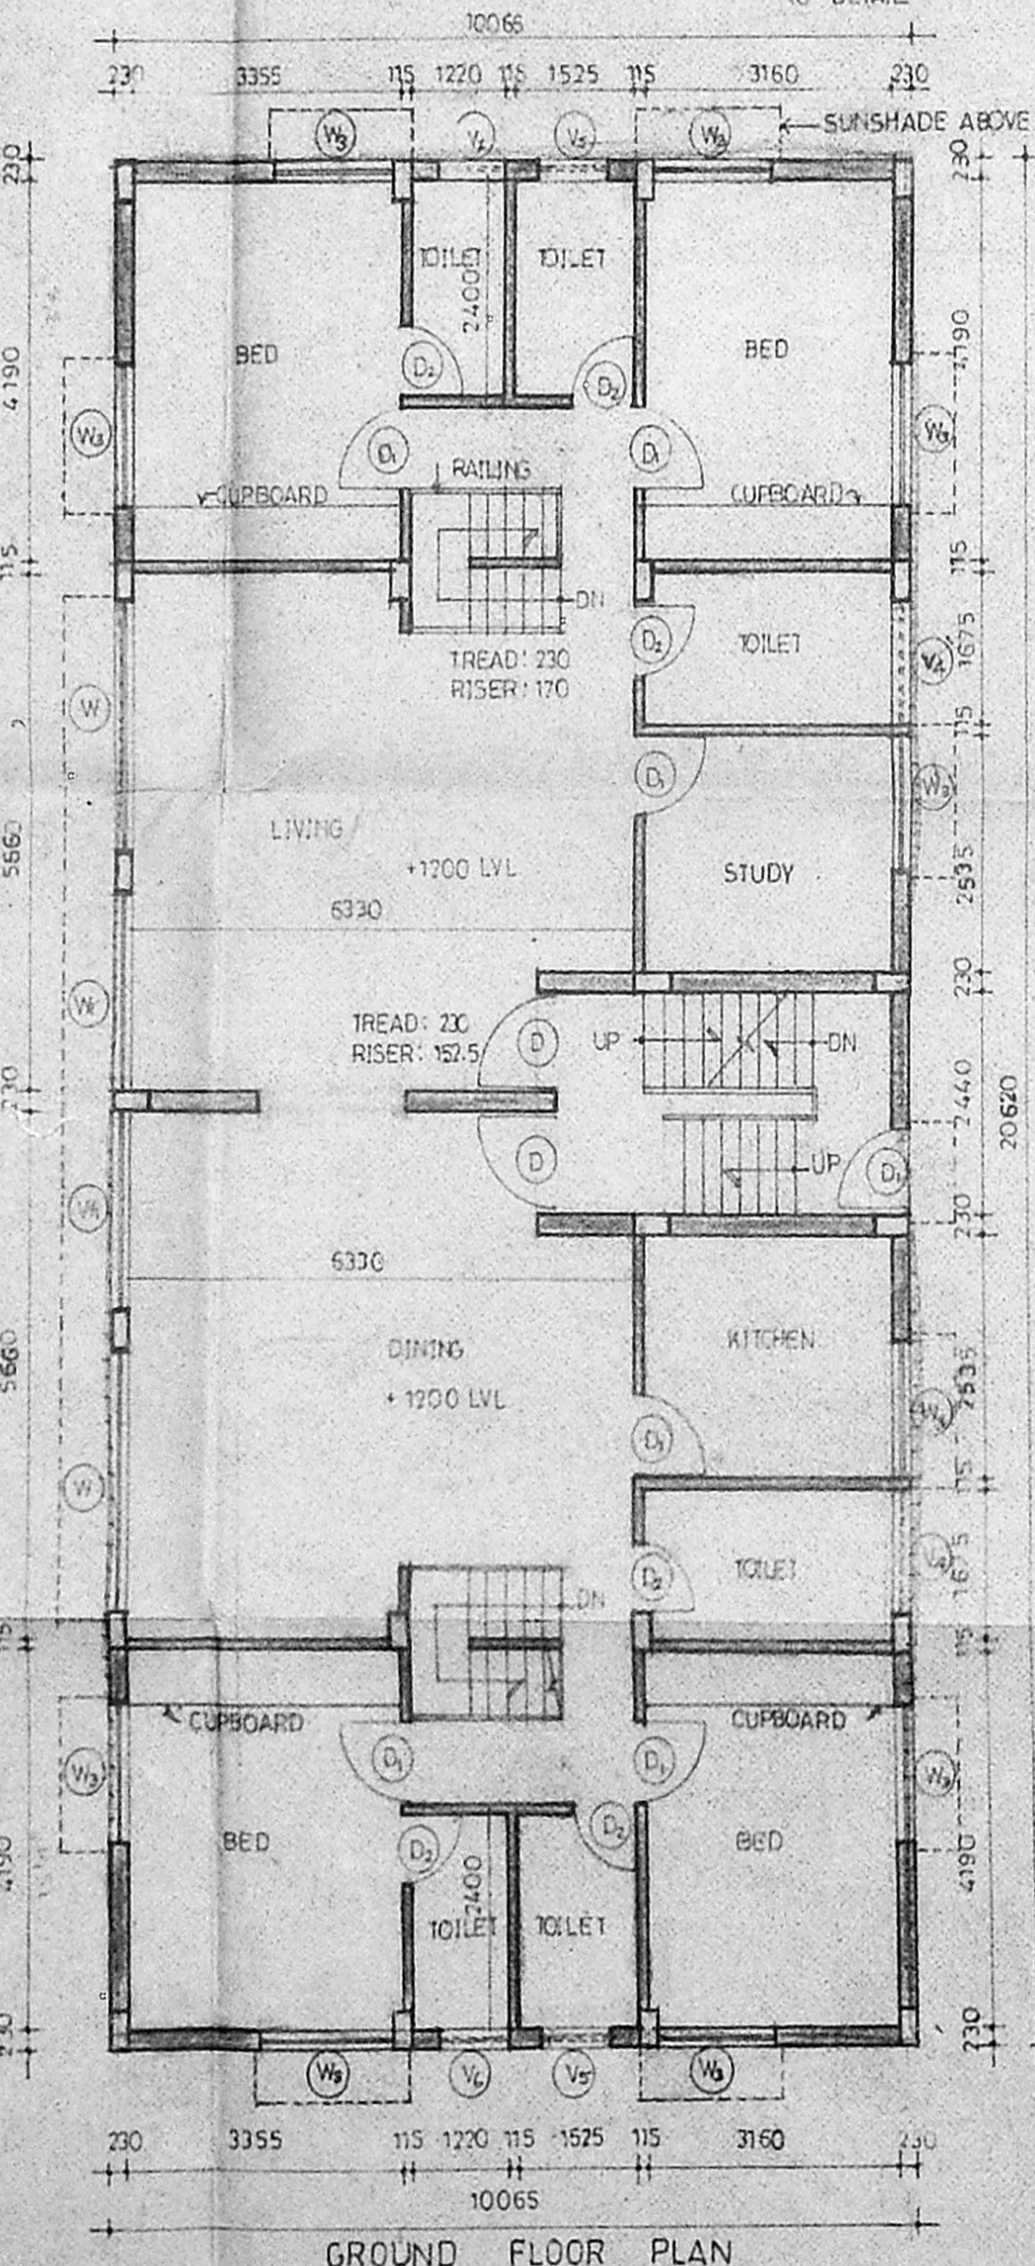 DETAIL
10065
230 3355 115 1220 115 1525 115 3160 230
W3 V5 W3 SUNSHADE ABOVE
230 230
TOILET TOILET
2400
BED BED
4190 4190
D2 D2
W3 W3
D1 D1
RAILING
CUPBOARD CUPBOARD
115 115
DN
D2 TOILET
1675
V4
TREAD: 230
RISER: 170
W
115
D1 W3
LIVING
+1200 LVL
STUDY
5660 2535
6330
230
W1
TREAD: 230
RISER: 152.5
D UP DN
230 2440 20620
D UP D1
230
6330
DINING KITCHEN
+1200 LVL
5660 2535
D1
115
W
D2 TOILET
1675
V4
DN
115 115
CUPBOARD CUPBOARD
W3 D1 D1 W3
D2 D2
BED BED
4190 4190
2400
TOILET TOILET
230 230
W3 V6 V5 W3
230 3355 115 1220 115 1525 115 3160 230
10065
GROUND FLOOR PLAN